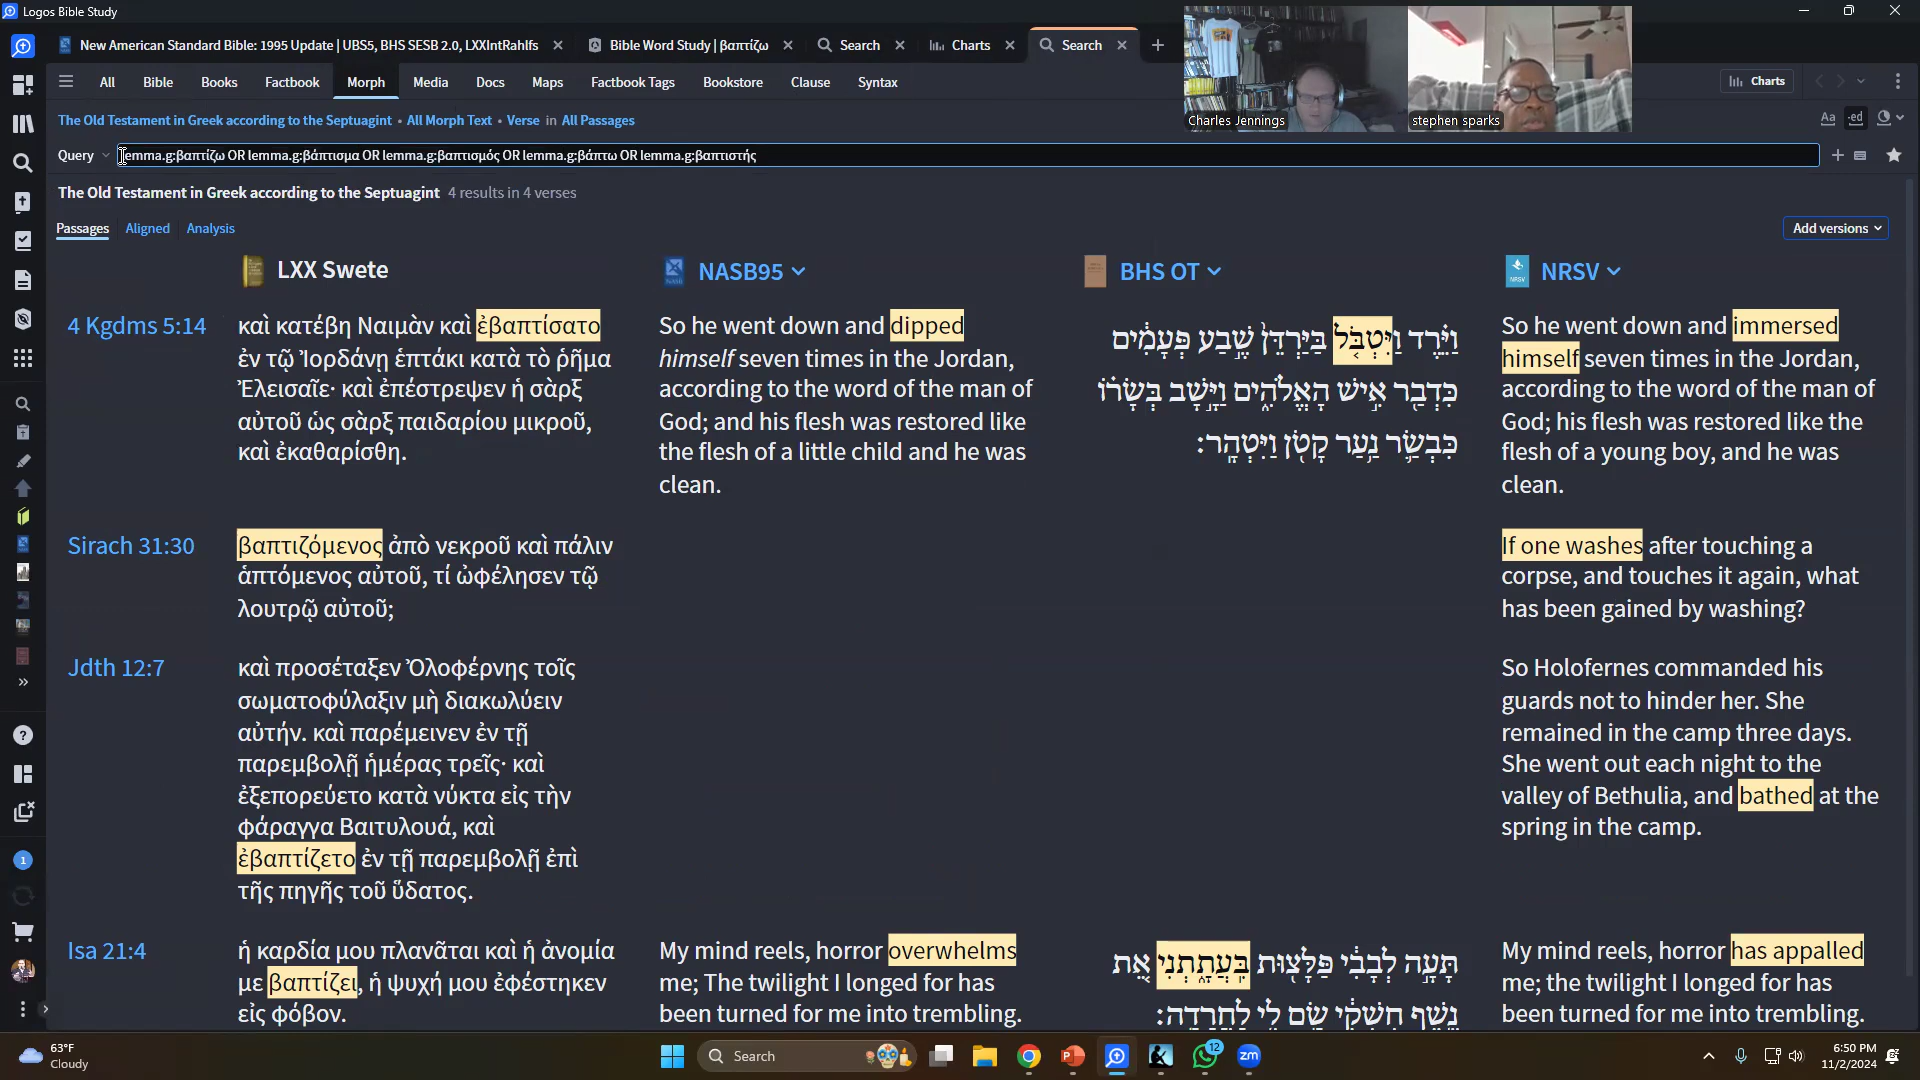 Logos Bible Study
New American Standard Bible: 1995 Update | UBS5, BHS SESB 2.0, LXXIntRahlfs
Bible Word Study | βαπτίζω
Search
Charts
Search
All Bible Books Factbook Morph Media Docs Maps Factbook Tags Bookstore Clause Syntax
Charts
Charles Jennings
stephen sparks
The Old Testament in Greek according to the Septuagint • All Morph Text • Verse in All Passages
Aa
Query
lemma.g:βαπτίζω OR lemma.g:βάπτισμα OR lemma.g:βαπτισμός OR lemma.g:βάπτω OR lemma.g:βαπτιστής
The Old Testament in Greek according to the Septuagint 4 results in 4 verses
Passages Aligned Analysis
Add versions
LXX Swete
NASB95
BHS OT
NRSV
4 Kgdms 5:14
καὶ κατέβη Ναιμὰν καὶ ἐβαπτίσατο
ἐν τῷ Ἰορδάνῃ ἑπτάκι κατὰ τὸ ῥῆμα
Ἐλεισαῖε· καὶ ἐπέστρεψεν ἡ σὰρξ
αὐτοῦ ὡς σὰρξ παιδαρίου μικροῦ,
καὶ ἐκαθαρίσθη.
So he went down and dipped
himself seven times in the Jordan,
according to the word of the man of
God; and his flesh was restored like
the flesh of a little child and he was
clean.
וַיֵּ֗רֶד וַיִּטְבֹּ֤ל בַּיַּרְדֵּן֙ שֶׁ֣בַע פְּעָמִ֔ים
כִּדְבַ֖ר אִ֣ישׁ הָאֱלֹהִ֑ים וַיָּ֣שָׁב בְּשָׂר֗וֹ
כִּבְשַׂ֛ר נַ֥עַר קָטֹ֖ן וַיִּטְהָֽר׃
So he went down and immersed
himself seven times in the Jordan,
according to the word of the man of
God; his flesh was restored like the
flesh of a young boy, and he was
clean.
Sirach 31:30
βαπτιζόμενος ἀπὸ νεκροῦ καὶ πάλιν
ἁπτόμενος αὐτοῦ, τί ὠφέλησεν τῷ
λουτρῷ αὐτοῦ;
If one washes after touching a
corpse, and touches it again, what
has been gained by washing?
Jdth 12:7
καὶ προσέταξεν Ὀλοφέρνης τοῖς
σωματοφύλαξιν μὴ διακωλύειν
αὐτήν. καὶ παρέμεινεν ἐν τῇ
παρεμβολῇ ἡμέρας τρεῖς· καὶ
ἐξεπορεύετο κατὰ νύκτα εἰς τὴν
φάραγγα Βαιτυλουά, καὶ
ἐβαπτίζετο ἐν τῇ παρεμβολῇ ἐπὶ
τῆς πηγῆς τοῦ ὕδατος.
So Holofernes commanded his
guards not to hinder her. She
remained in the camp three days.
She went out each night to the
valley of Bethulia, and bathed at the
spring in the camp.
Isa 21:4
ἡ καρδία μου πλανᾶται καὶ ἡ ἀνομία
με βαπτίζει, ἡ ψυχή μου ἐφέστηκεν
εἰς φόβον.
My mind reels, horror overwhelms
me; The twilight I longed for has
been turned for me into trembling.
תָּעָ֣ה לְבָבִ֔י פַּלָּצ֖וּת בִּֽעֲתָ֑תְנִי אֵ֚ת
נֶ֣שֶׁף חִשְׁקִ֔י שָׂ֥ם לִ֖י לַחֲרָדָֽה׃
My mind reels, horror has appalled
me; the twilight I longed for has
been turned for me into trembling.
63°F
Cloudy
Search
12
zm
6:50 PM
11/2/2024